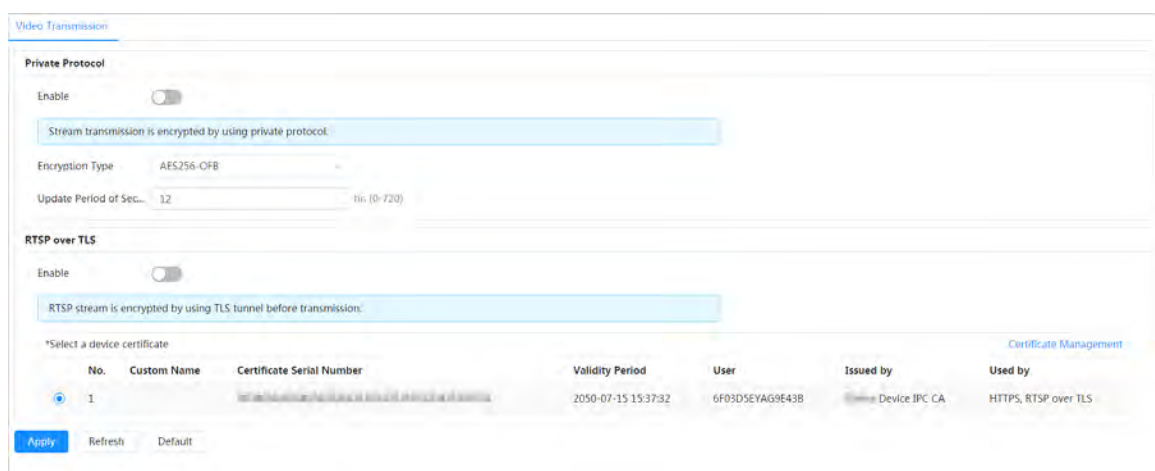 Video Transmission
Private Protocol
Enable
Stream transmission is encrypted by using private protocol.
Encryption Type AES256-OFB
Update Period of Sec... 12 (0-720)
RTSP over TLS
Enable
RTSP stream is encrypted by using TLS tunnel before transmission.
*Select a device certificate Certificate Management
No. Custom Name Certificate Serial Number Validity Period User Issued by Used by
1 2050-07-15 15:37:32 6F03D5EYAG9E43B Device IPC CA HTTPS, RTSP over TLS
Apply Refresh Default